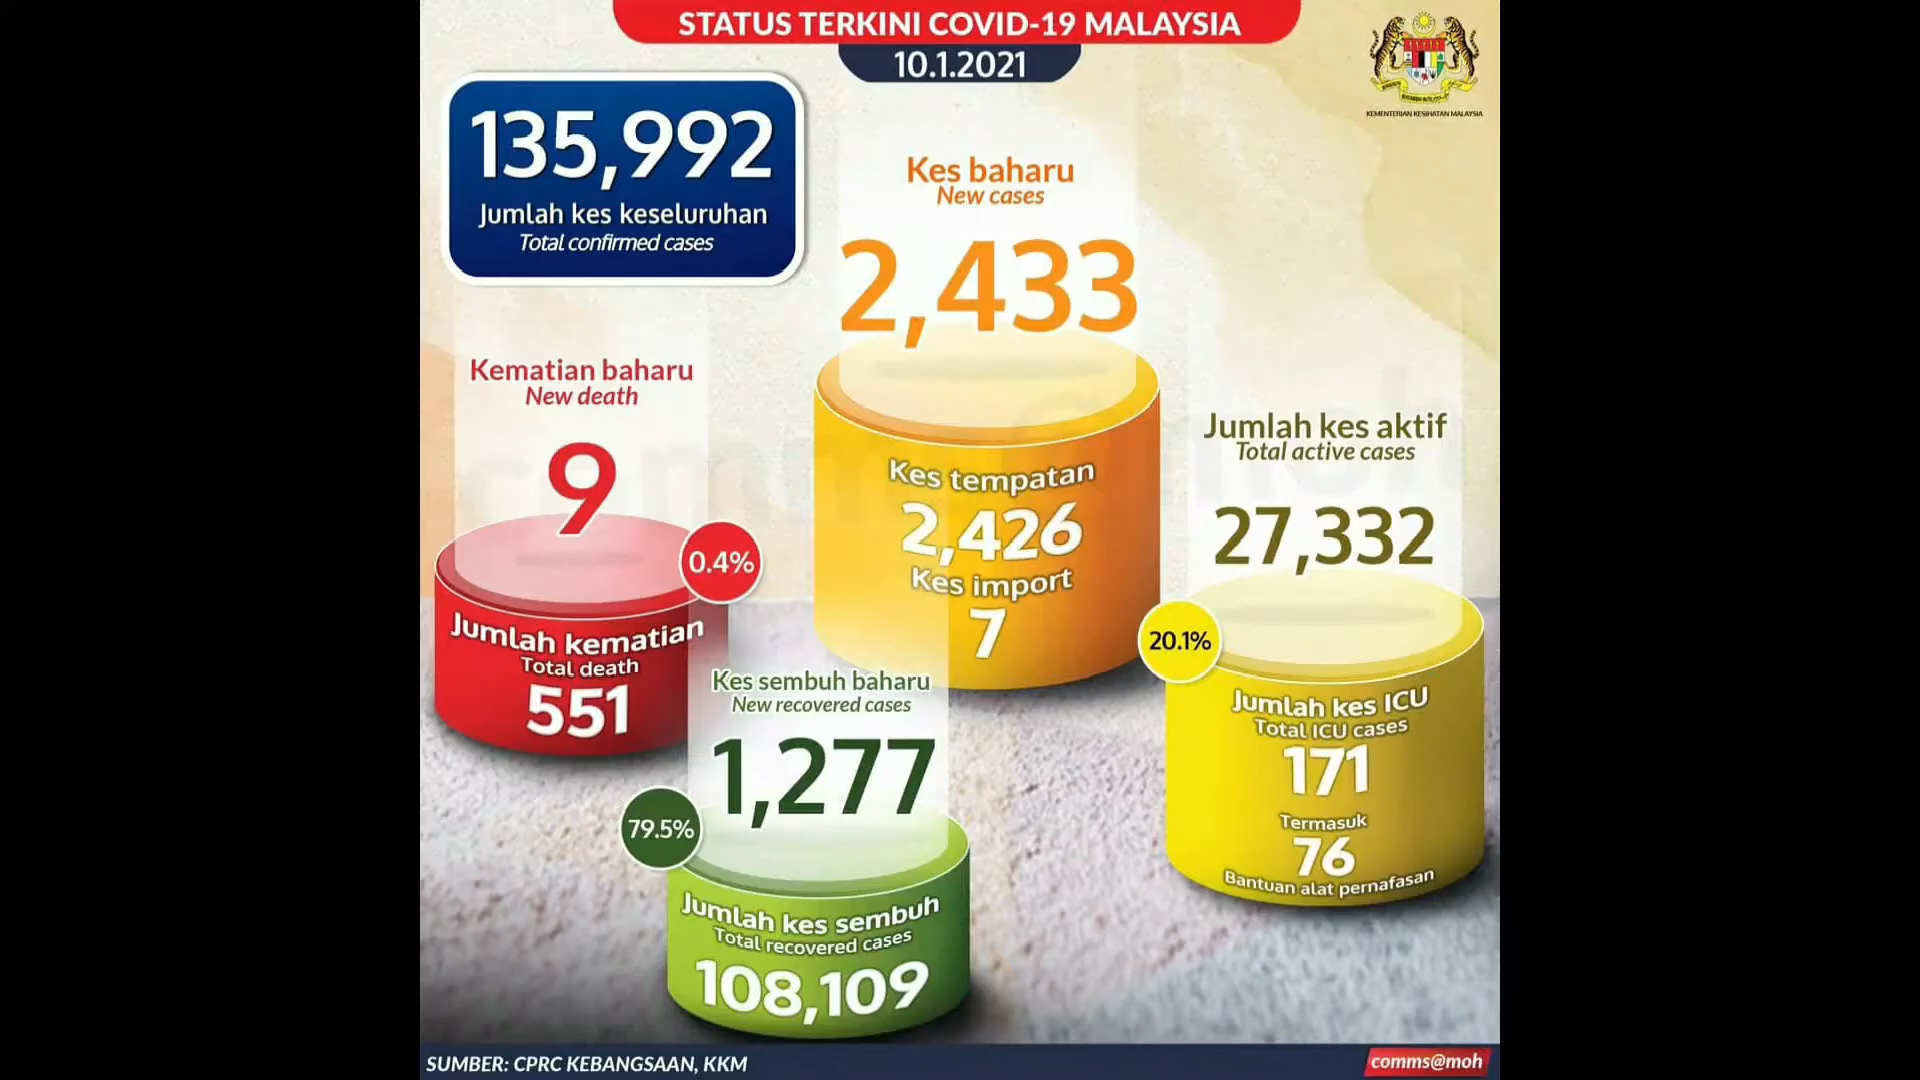 STATUS TERKINI COVID-19 MALAYSIA
10.1.2021
KEMENTERIAN KESIHATAN MALAYSIA
135,992
Jumlah kes keseluruhan
Total confirmed cases
Kes baharu
New cases
2,433
Kes tempatan
2,426
Kes import
7
Kematian baharu
New death
9
0.4%
Jumlah kematian
Total death
551
Jumlah kes aktif
Total active cases
27,332
20.1%
Jumlah kes ICU
Total ICU cases
171
Termasuk
76
Bantuan alat pernafasan
Kes sembuh baharu
New recovered cases
1,277
79.5%
Jumlah kes sembuh
Total recovered cases
108,109
SUMBER: CPRC KEBANGSAAN, KKM
comms@moh